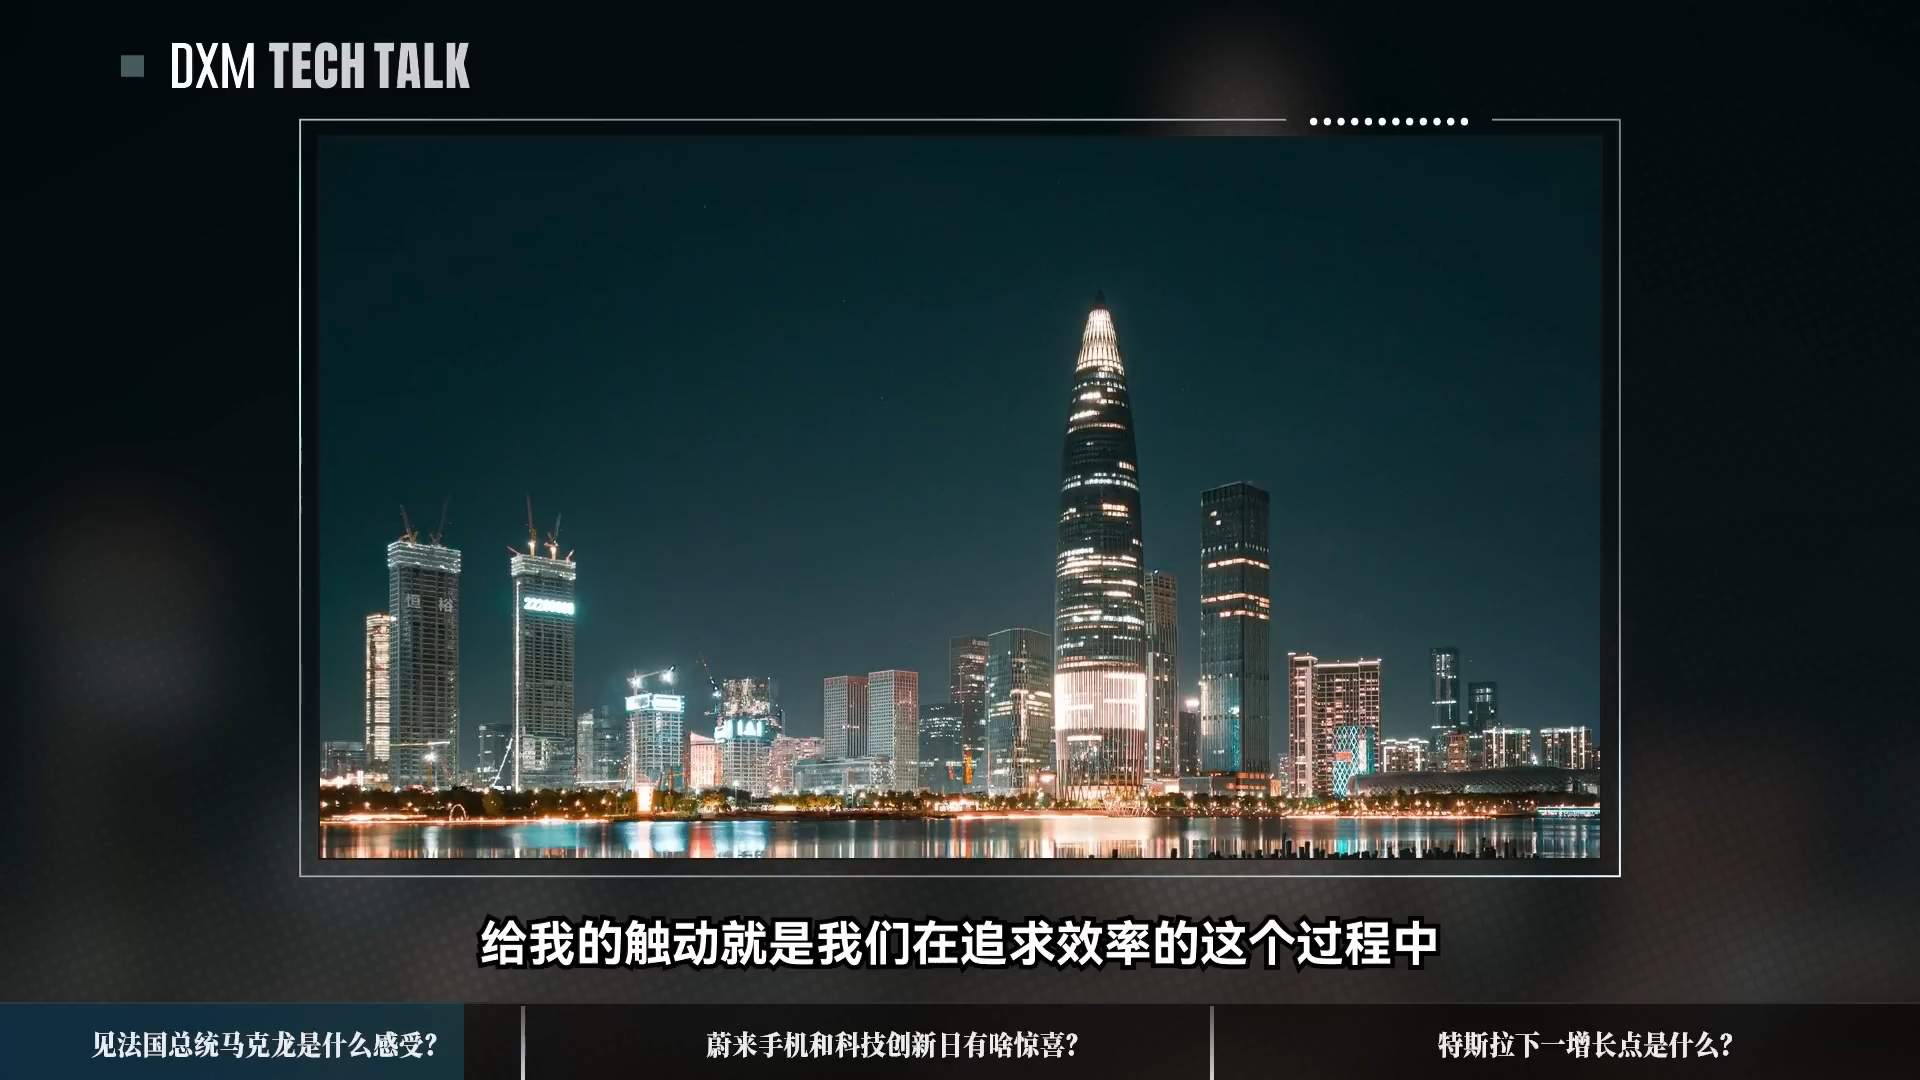 DXM TECH TALK
恒裕
给我的触动就是我们在追求效率的这个过程中
见法国总统马克龙是什么感受?
蔚来手机和科技创新日有啥惊喜?
特斯拉下一增长点是什么?